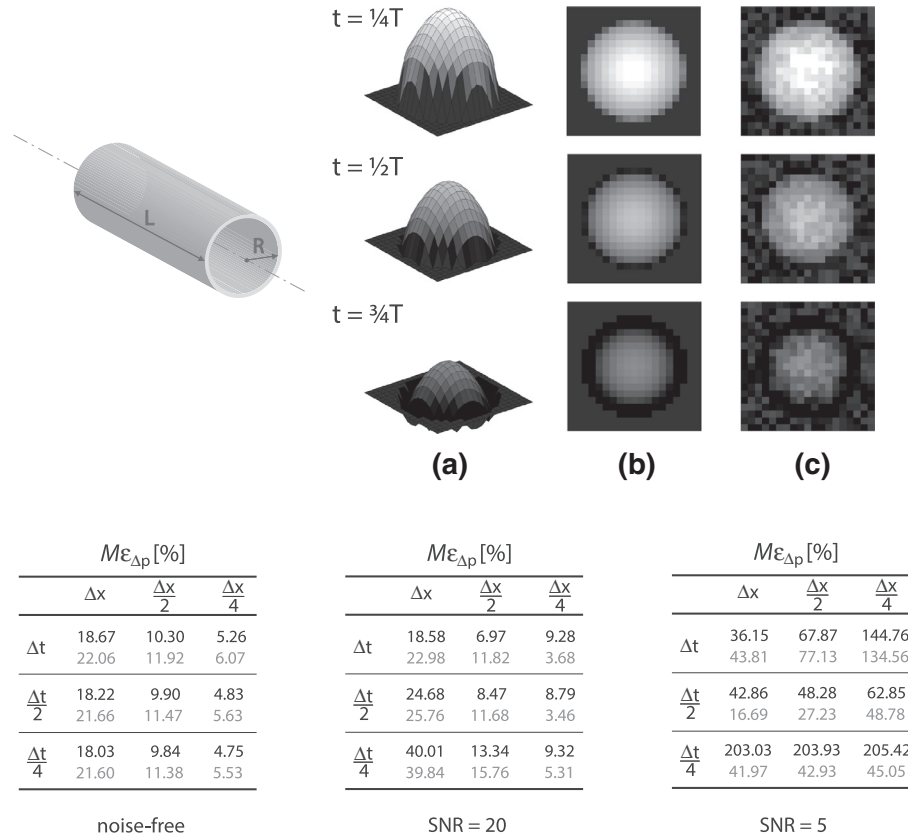 t = ¼T
t = ½T
t = ¾T
L
R
(a) (b) (c)
Mε∆p [%]
∆x ∆x/2 ∆x/4
∆t 18.67 10.30 5.26
22.06 11.92 6.07
∆t/2 18.22 9.90 4.83
21.66 11.47 5.63
∆t/4 18.03 9.84 4.75
21.60 11.38 5.53
noise-free
Mε∆p [%]
∆x ∆x/2 ∆x/4
∆t 18.58 6.97 9.28
22.98 11.82 3.68
∆t/2 24.68 8.47 8.79
25.76 11.68 3.46
∆t/4 40.01 13.34 9.32
39.84 15.76 5.31
SNR = 20
Mε∆p [%]
∆x ∆x/2 ∆x/4
∆t 36.15 67.87 144.76
43.81 77.13 134.56
∆t/2 42.86 48.28 62.85
16.69 27.23 48.78
∆t/4 203.03 203.93 205.42
41.97 42.93 45.05
SNR = 5